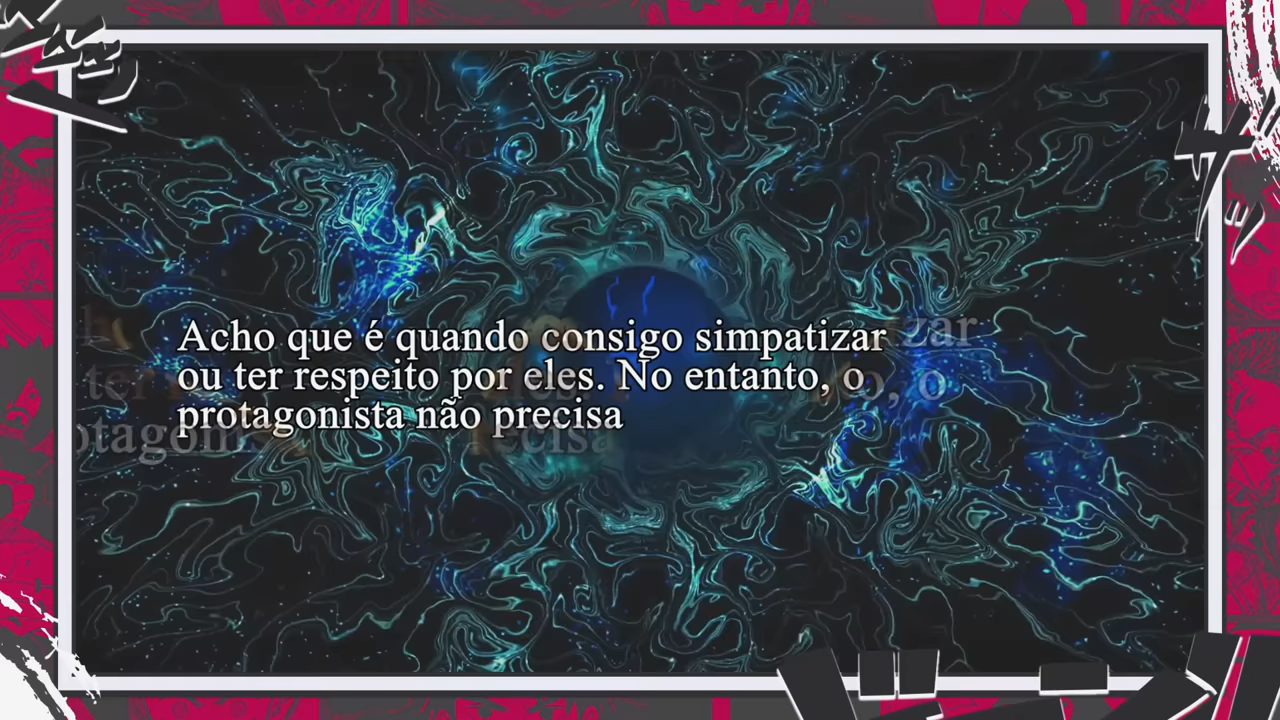 Acho que é quando consigo simpatizar
ou ter respeito por eles. No entanto, o
protagonista não precisa